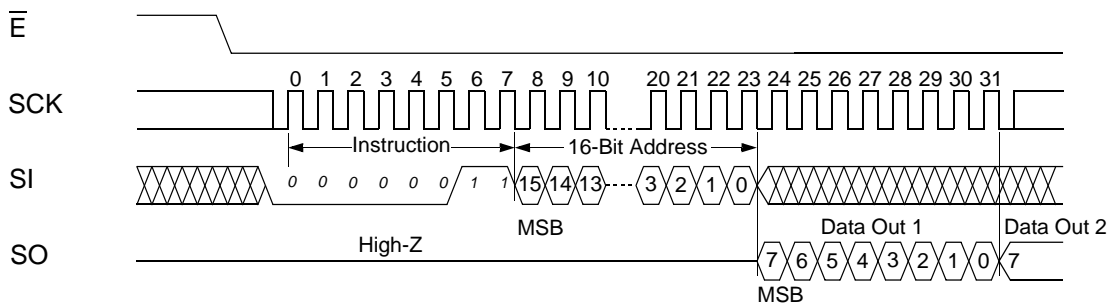 E
SCK
0 1 2 3 4 5 6 7 8 9 10 20 21 22 23 24 25 26 27 28 29 30 31
Instruction 16-Bit Address
SI
0 0 0 0 0 0 1 1 15 14 13 3 2 1 0
MSB Data Out 1 Data Out 2
High-Z
SO
7 6 5 4 3 2 1 0 7
MSB